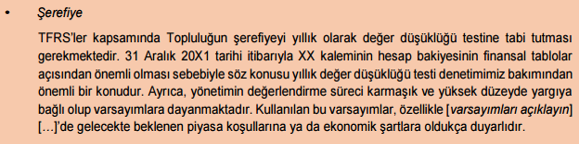 • Şerefiye
TFRS'ler kapsamında Topluluğun şerefiyeyi yıllık olarak değer düşüklüğü testine tabi tutması
gerekmektedir. 31 Aralık 20X1 tarihi itibarıyla XX kaleminin hesap bakiyesinin finansal tablolar
açısından önemli olması sebebiyle söz konusu yıllık değer düşüklüğü testi denetimimiz bakımından
önemli bir konudur. Ayrıca, yönetimin değerlendirme süreci karmaşık ve yüksek düzeyde yargıya
bağlı olup varsayımlara dayanmaktadır. Kullanılan bu varsayımlar, özellikle [varsayımları açıklayın]
[…]'de gelecekte beklenen piyasa koşullarına ya da ekonomik şartlara oldukça duyarlıdır.